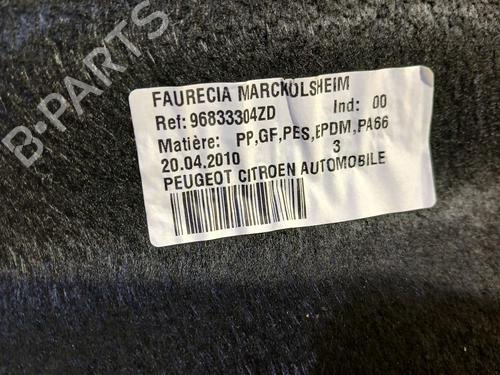 B-PARTS
FAURECIA MARCKOLSHEIM
Ref: 96833304ZD Ind: 00
Matière: PP,GF,PES,EPDM,PA66
20.04.2010 3
PEUGEOT CITROEN AUTOMOBILE